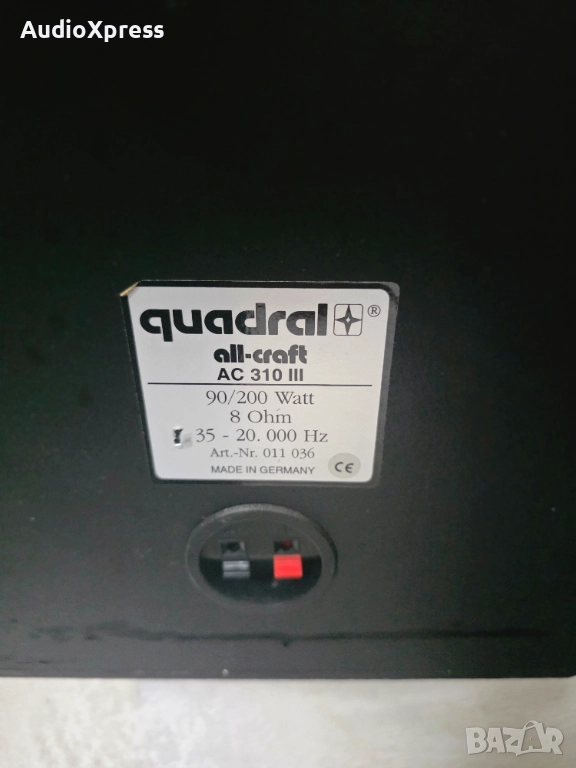 AudioXpress
quadral ®
all-craft
AC 310 III
90/200 Watt
8 Ohm
35 - 20. 000 Hz
Art.-Nr. 011 036
MADE IN GERMANY CE
BAZAR